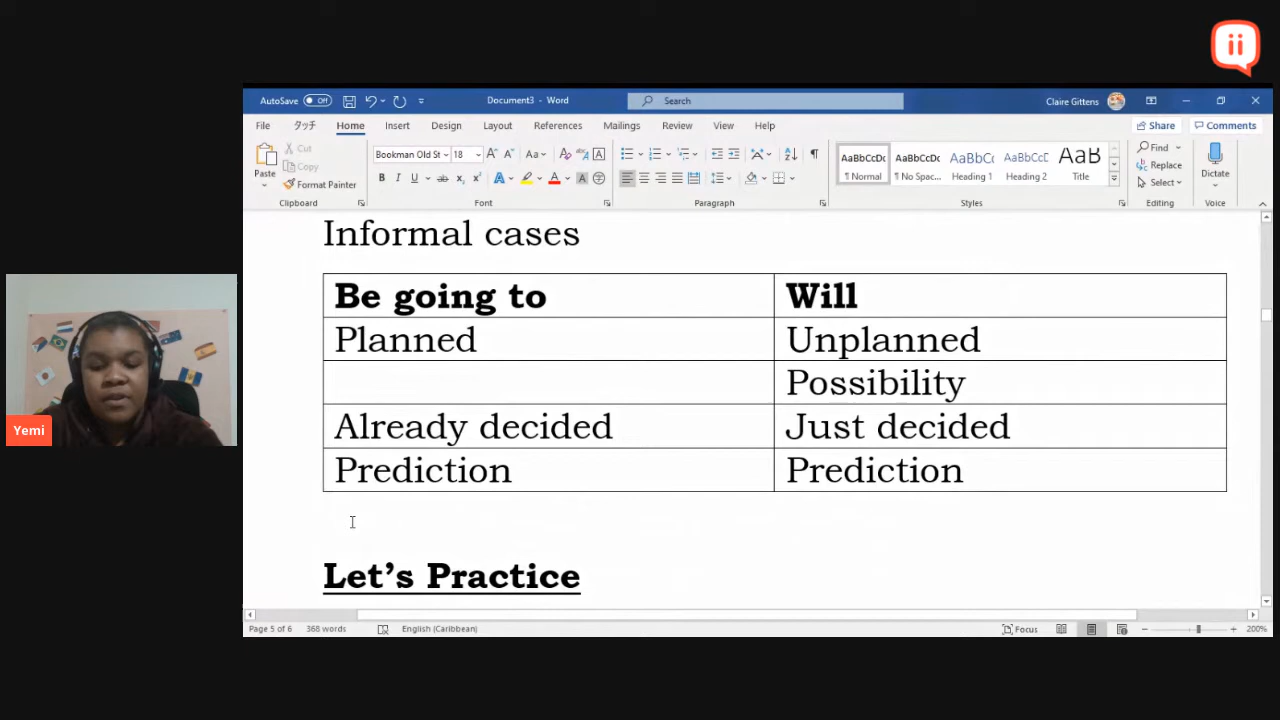 AutoSave Off Document3 - Word Search Claire Gittens
File タッチ Home Insert Design Layout References Mailings Review View Help Share Comments
Paste Cut Copy Format Painter
Bookman Old St 18
AaBbCcDc AaBbCcDc AaBbCc AaBbCcD AaB
¶ Normal ¶ No Spac... Heading 1 Heading 2 Title
Find Replace Select Dictate
Clipboard Font Paragraph Styles Editing Voice
Informal cases
Be going to Will
Planned Unplanned
Possibility
Already decided Just decided
Prediction Prediction
Let's Practice
Yemi
Page 5 of 6 368 words English (Caribbean) Focus 200%